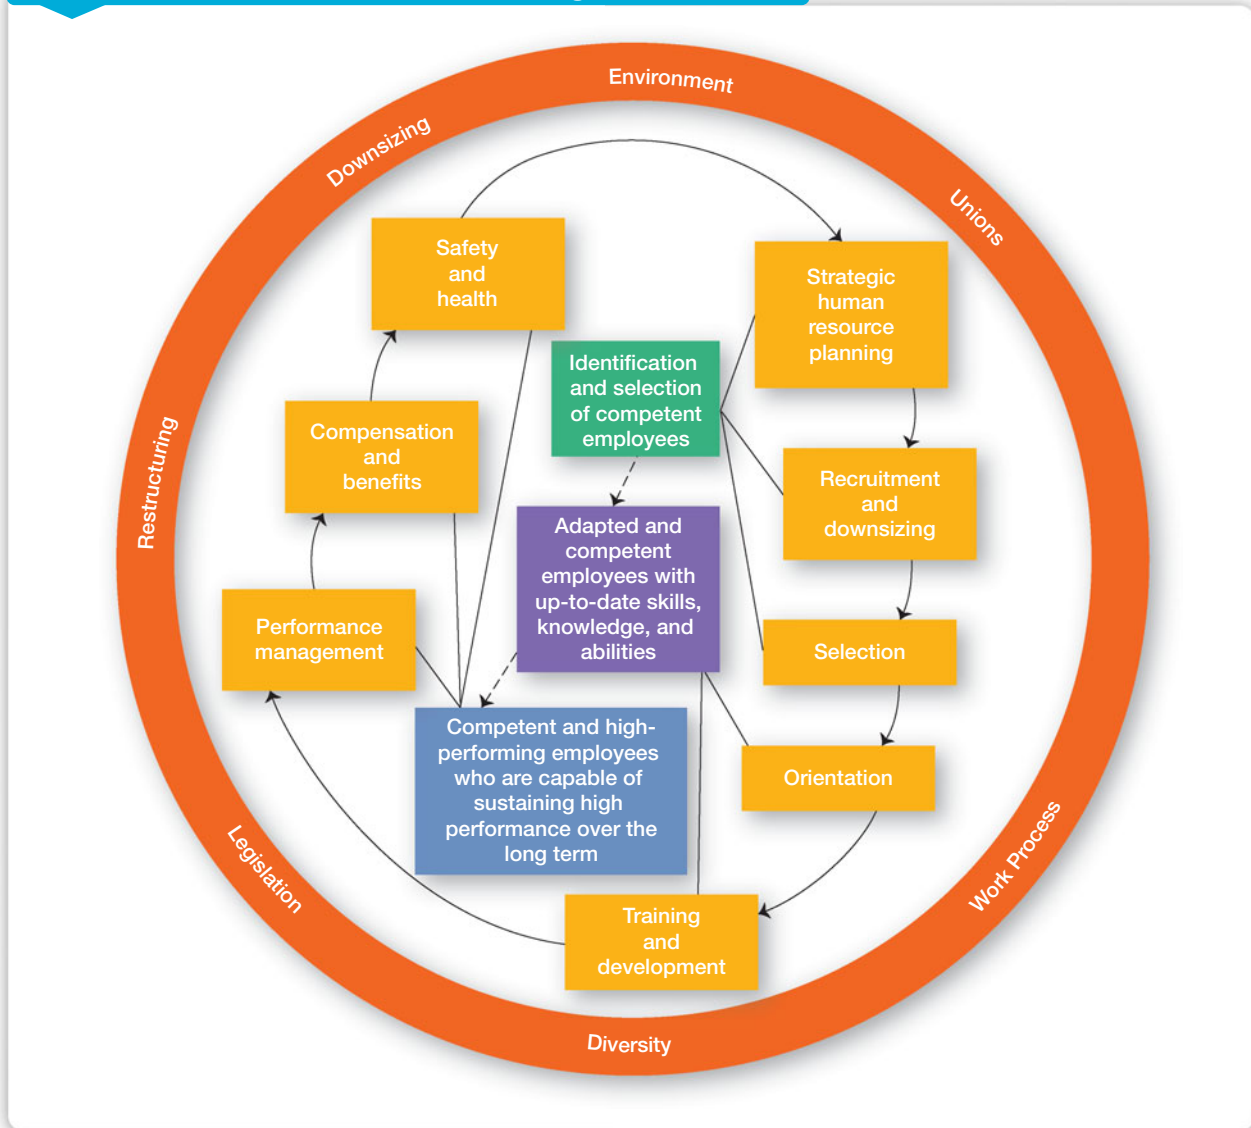 Environment
Downsizing
Unions
Restructuring
Legislation
Work Process
Diversity
Safety
and
health
Strategic
human
resource
planning
Identification
and selection
of competent
employees
Compensation
and
benefits
Recruitment
and
downsizing
Adapted and
competent
employees with
up-to-date skills,
knowledge, and
abilities
Performance
management
Selection
Competent and high-
performing employees
who are capable of
sustaining high
performance over the
long term
Orientation
Training
and
development